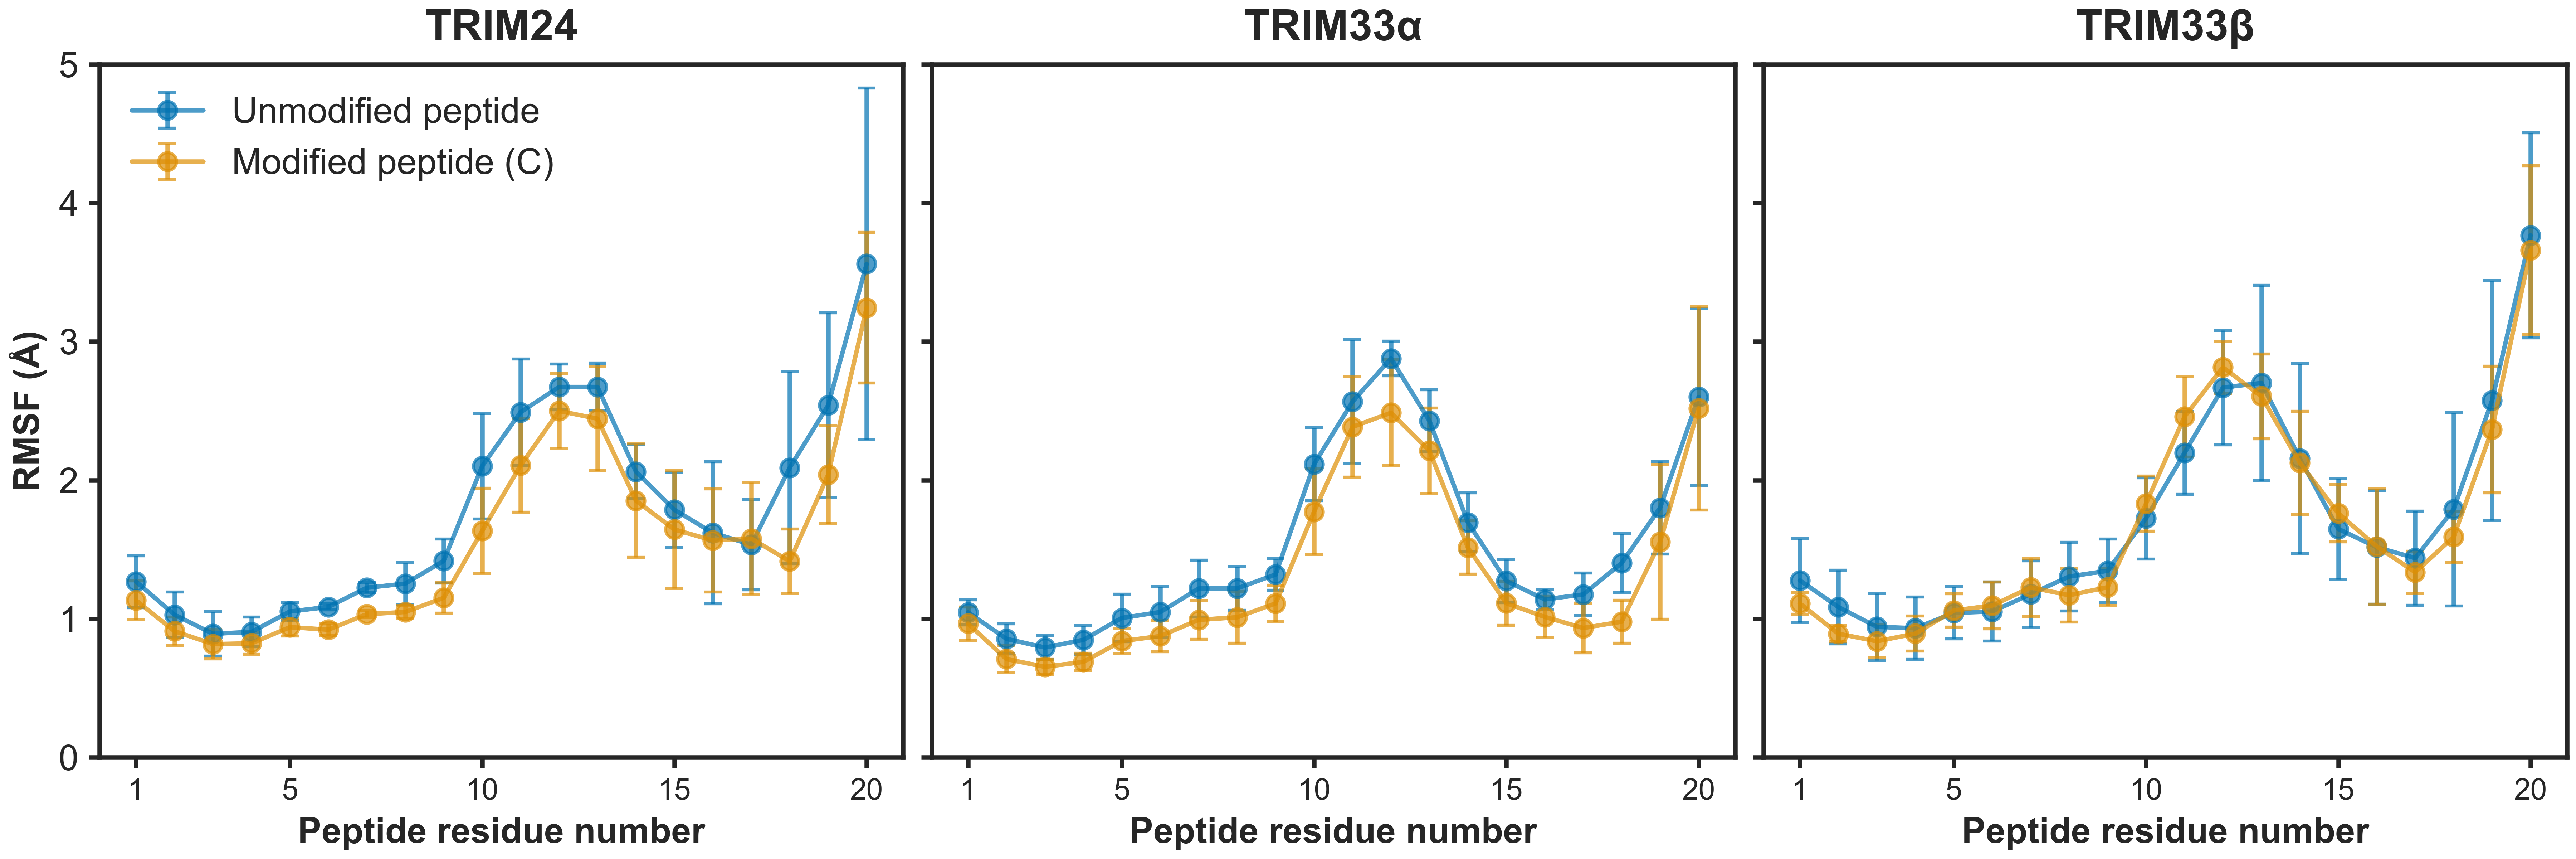 TRIM24
TRIM33α
TRIM33β
Unmodified peptide
Modified peptide (C)
RMSF (Å)
5
4
3
2
1
0
1 5 10 15 20
1 5 10 15 20
1 5 10 15 20
Peptide residue number
Peptide residue number
Peptide residue number